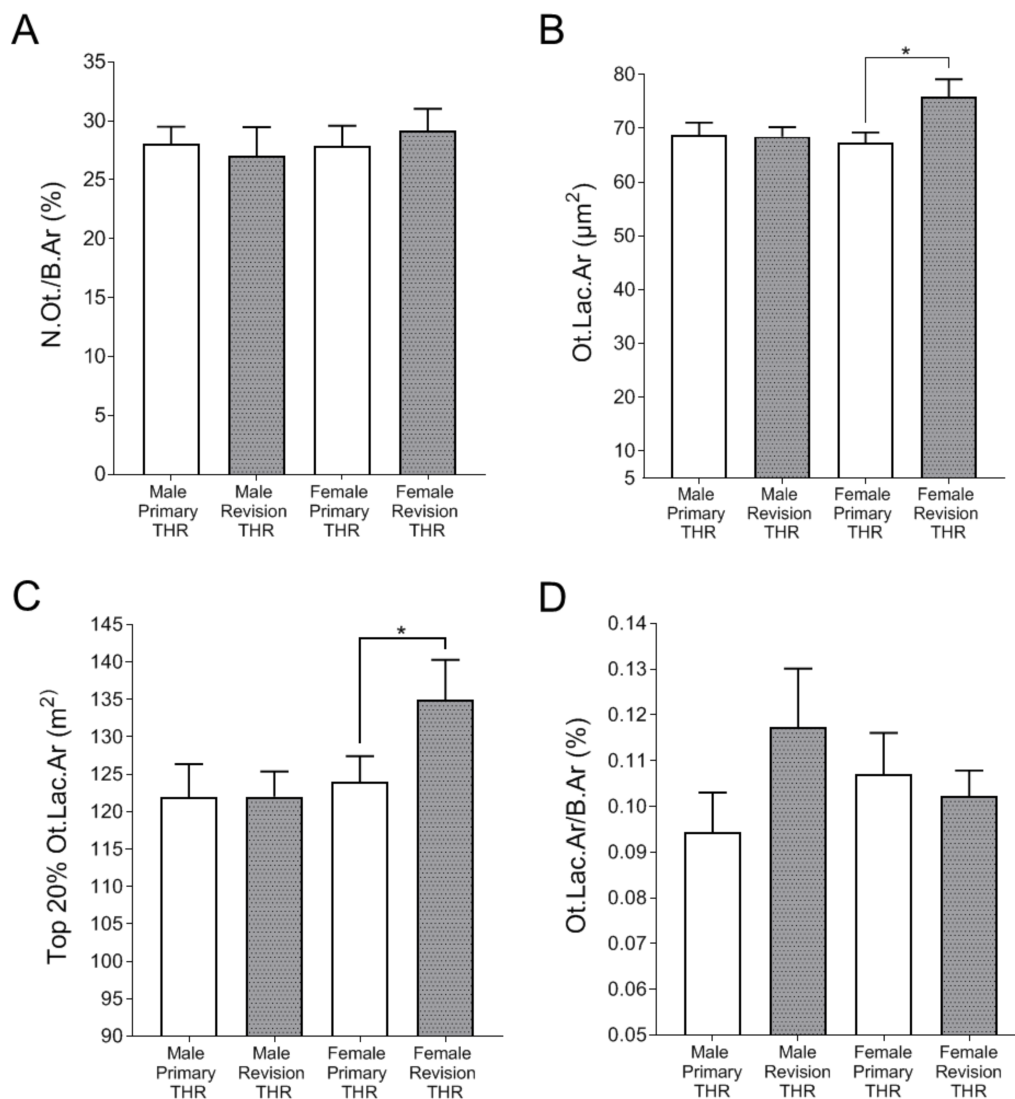 A
N.Ot./B.Ar (%)
35
30
25
20
15
10
5
0
Male
Primary
THR
Male
Revision
THR
Female
Primary
THR
Female
Revision
THR
B
Ot.Lac.Ar (µm²)
80
70
60
50
40
30
20
10
5
*
Male
Primary
THR
Male
Revision
THR
Female
Primary
THR
Female
Revision
THR
C
Top 20% Ot.Lac.Ar (m²)
145
140
135
130
125
120
115
110
105
100
95
90
*
Male
Primary
THR
Male
Revision
THR
Female
Primary
THR
Female
Revision
THR
D
Ot.Lac.Ar/B.Ar (%)
0.14
0.13
0.12
0.11
0.10
0.09
0.08
0.07
0.06
0.05
Male
Primary
THR
Male
Revision
THR
Female
Primary
THR
Female
Revision
THR